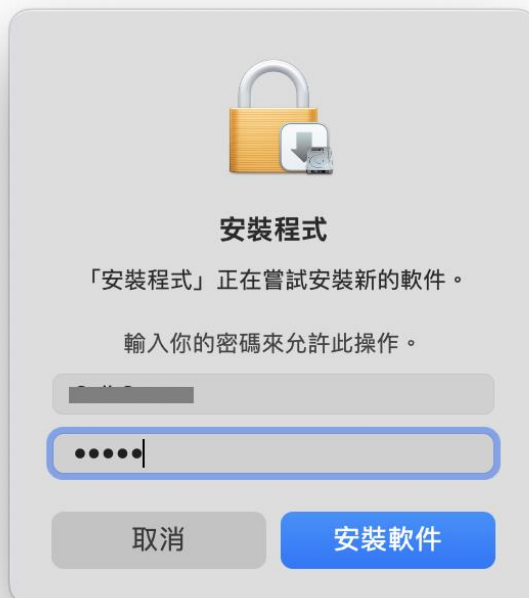 安裝程式
「安裝程式」正在嘗試安裝新的軟件。
輸入你的密碼來允許此操作。
•••••
取消
安裝軟件